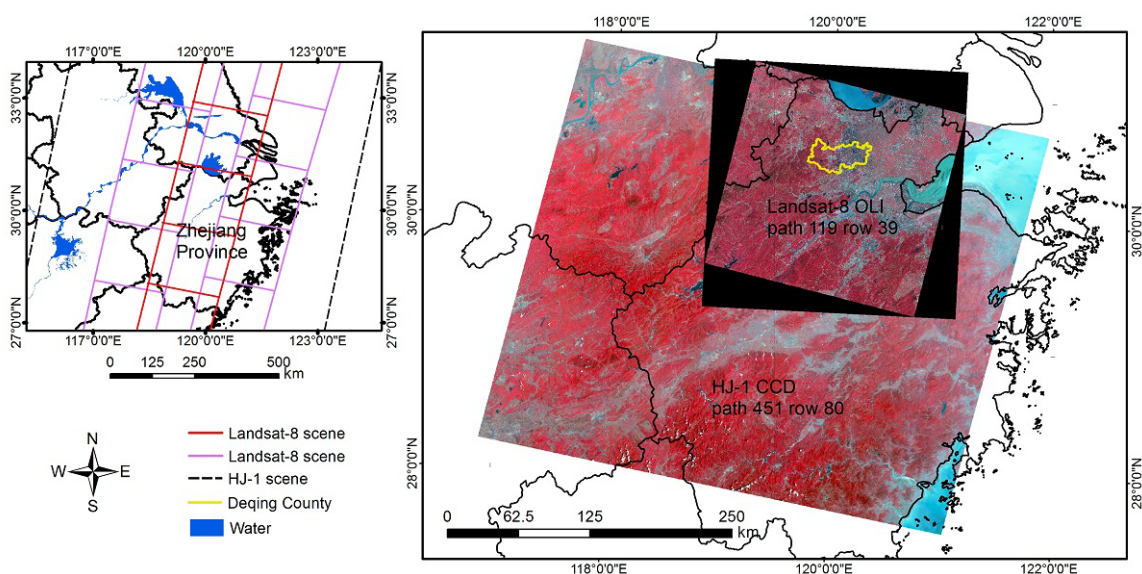 117°0'0"E 120°0'0"E 123°0'0"E
33°0'0"N
30°0'0"N
27°0'0"N
33°0'0"N
30°0'0"N
27°0'0"N
Zhejiang
Province
117°0'0"E 120°0'0"E 123°0'0"E
0 125 250 500
km
N
W E
S
Landsat-8 scene
Landsat-8 scene
HJ-1 scene
Deqing County
Water
118°0'0"E 120°0'0"E 122°0'0"E
30°0'0"N
28°0'0"N
30°0'0"N
28°0'0"N
Landsat-8 OLI
path 119 row 39
HJ-1 CCD
path 451 row 80
0 62.5 125 250
km
118°0'0"E 120°0'0"E 122°0'0"E